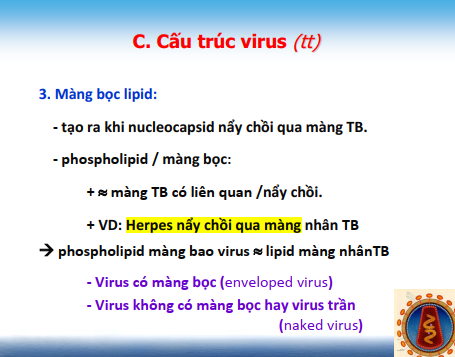 C. Cấu trúc virus (tt)
3. Màng bọc lipid:
- tạo ra khi nucleocapsid nẩy chồi qua màng TB.
- phospholipid / màng bọc:
+ ≈ màng TB có liên quan /nẩy chồi.
+ VD: Herpes nẩy chồi qua màng nhân TB
→ phospholipid màng bao virus ≈ lipid màng nhânTB
- Virus có màng bọc (enveloped virus)
- Virus không có màng bọc hay virus trần
(naked virus)